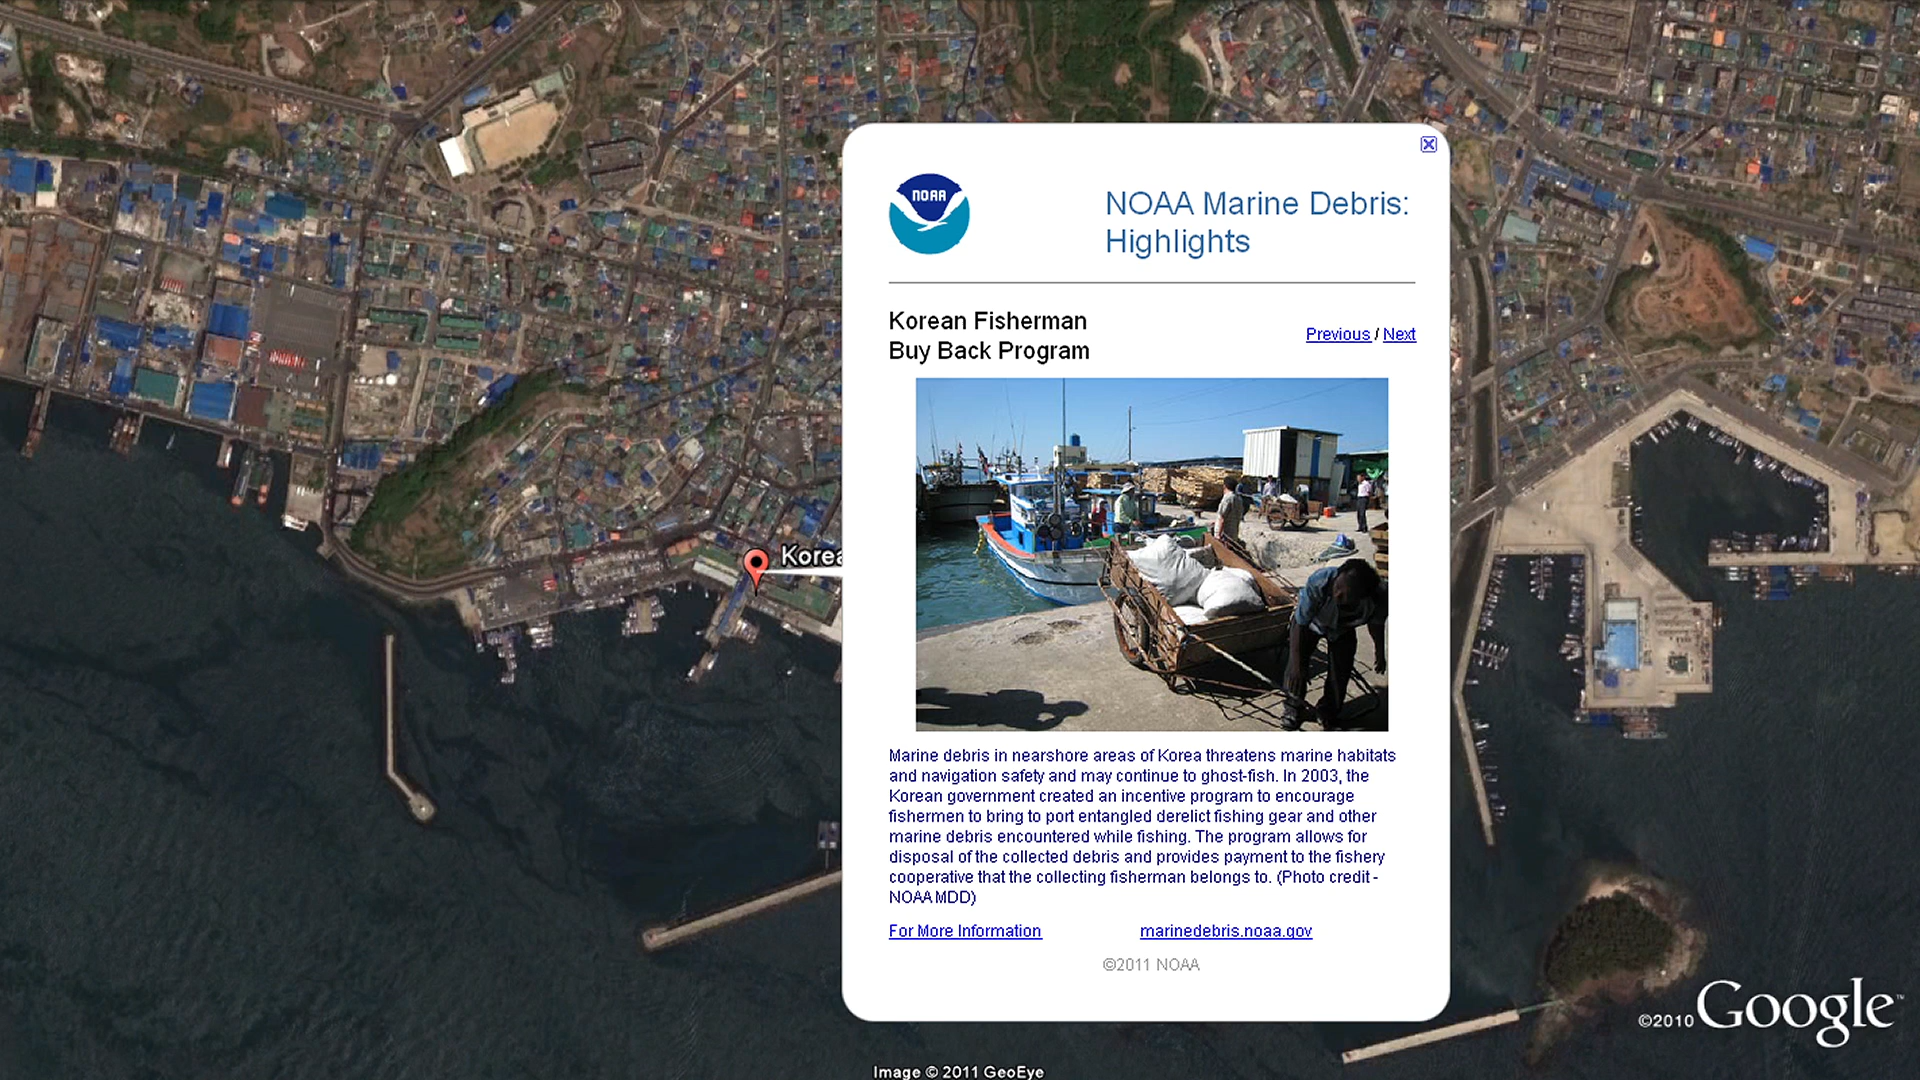 NOAA
NOAA Marine Debris:
Highlights
Korean Fisherman
Buy Back Program
Previous / Next
Korea
Marine debris in nearshore areas of Korea threatens marine habitats
and navigation safety and may continue to ghost-fish. In 2003, the
Korean government created an incentive program to encourage
fishermen to bring to port entangled derelict fishing gear and other
marine debris encountered while fishing. The program allows for
disposal of the collected debris and provides payment to the fishery
cooperative that the collecting fisherman belongs to. (Photo credit -
NOAA MDD)
For More Information marinedebris.noaa.gov
©2011 NOAA
©2010 Google™
Image © 2011 GeoEye